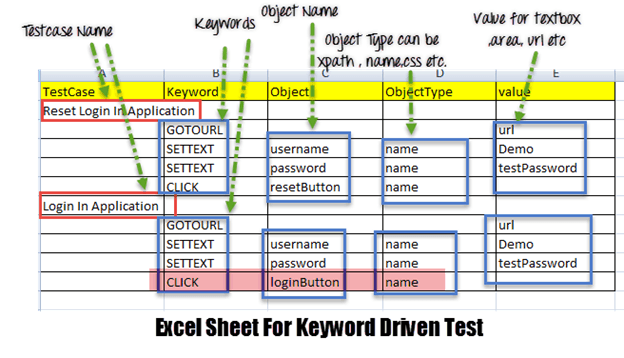 Testcase Name
Keywords
Object Name
Object Type can be
xpath , name,css etc.
Value for textbox
,area, url etc
A B C D E
TestCase Keyword Object ObjectType value
Reset Login In Application
GOTOURL url
SETTEXT username name Demo
SETTEXT password name testPassword
CLICK resetButton name
Login In Application
GOTOURL url
SETTEXT username name Demo
SETTEXT password name testPassword
CLICK loginButton name
Excel Sheet For Keyword Driven Test